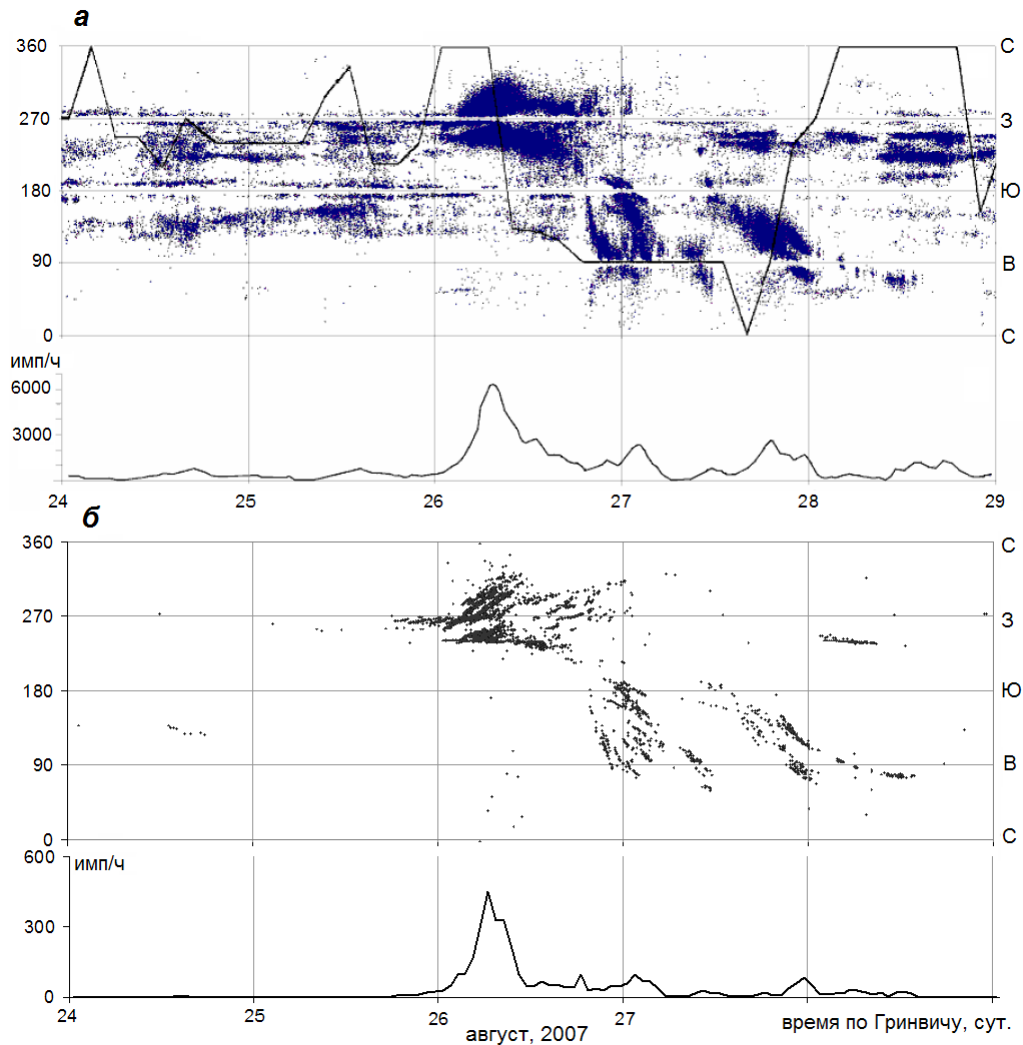 а
360 С
270 З
180 Ю
90 В
0 С
имп/ч
6000
3000
24 25 26 27 28 29
б
360 С
270 З
180 Ю
90 В
0 С
600 имп/ч
300
0
24 25 26 27 время по Гринвичу, сут.
август, 2007